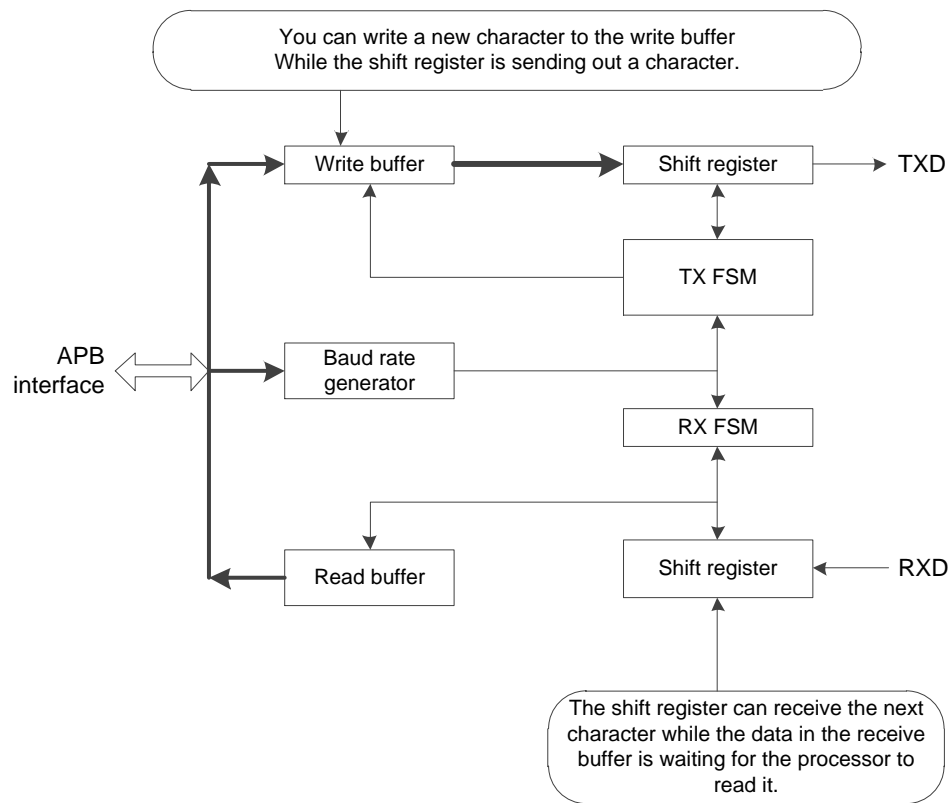 You can write a new character to the write buffer
While the shift register is sending out a character.
Write buffer
Shift register
TXD
TX FSM
APB
interface
Baud rate
generator
RX FSM
Read buffer
Shift register
RXD
The shift register can receive the next
character while the data in the receive
buffer is waiting for the processor to
read it.